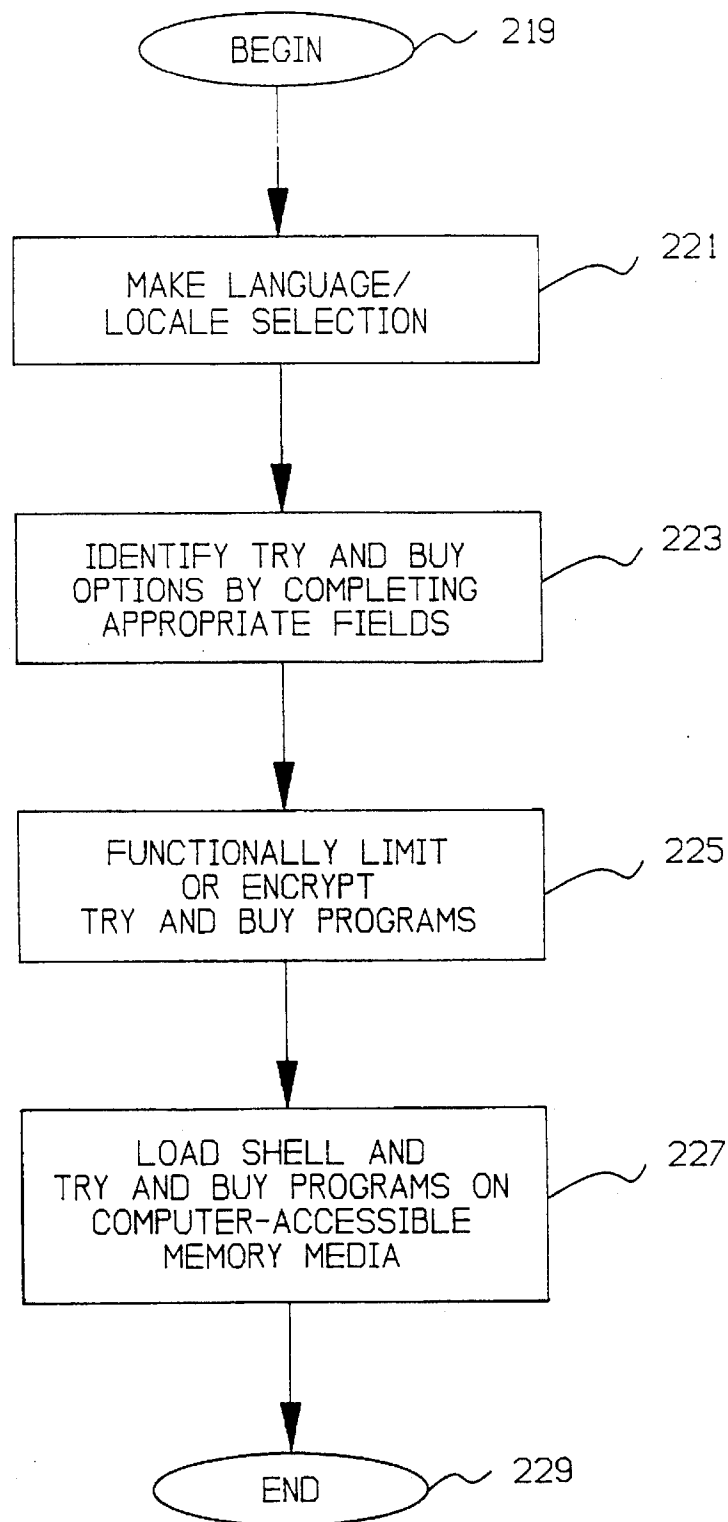 BEGIN
219
MAKE LANGUAGE/
LOCALE SELECTION
221
IDENTIFY TRY AND BUY
OPTIONS BY COMPLETING
APPROPRIATE FIELDS
223
FUNCTIONALLY LIMIT
OR ENCRYPT
TRY AND BUY PROGRAMS
225
LOAD SHELL AND
TRY AND BUY PROGRAMS ON
COMPUTER-ACCESSIBLE
MEMORY MEDIA
227
END
229